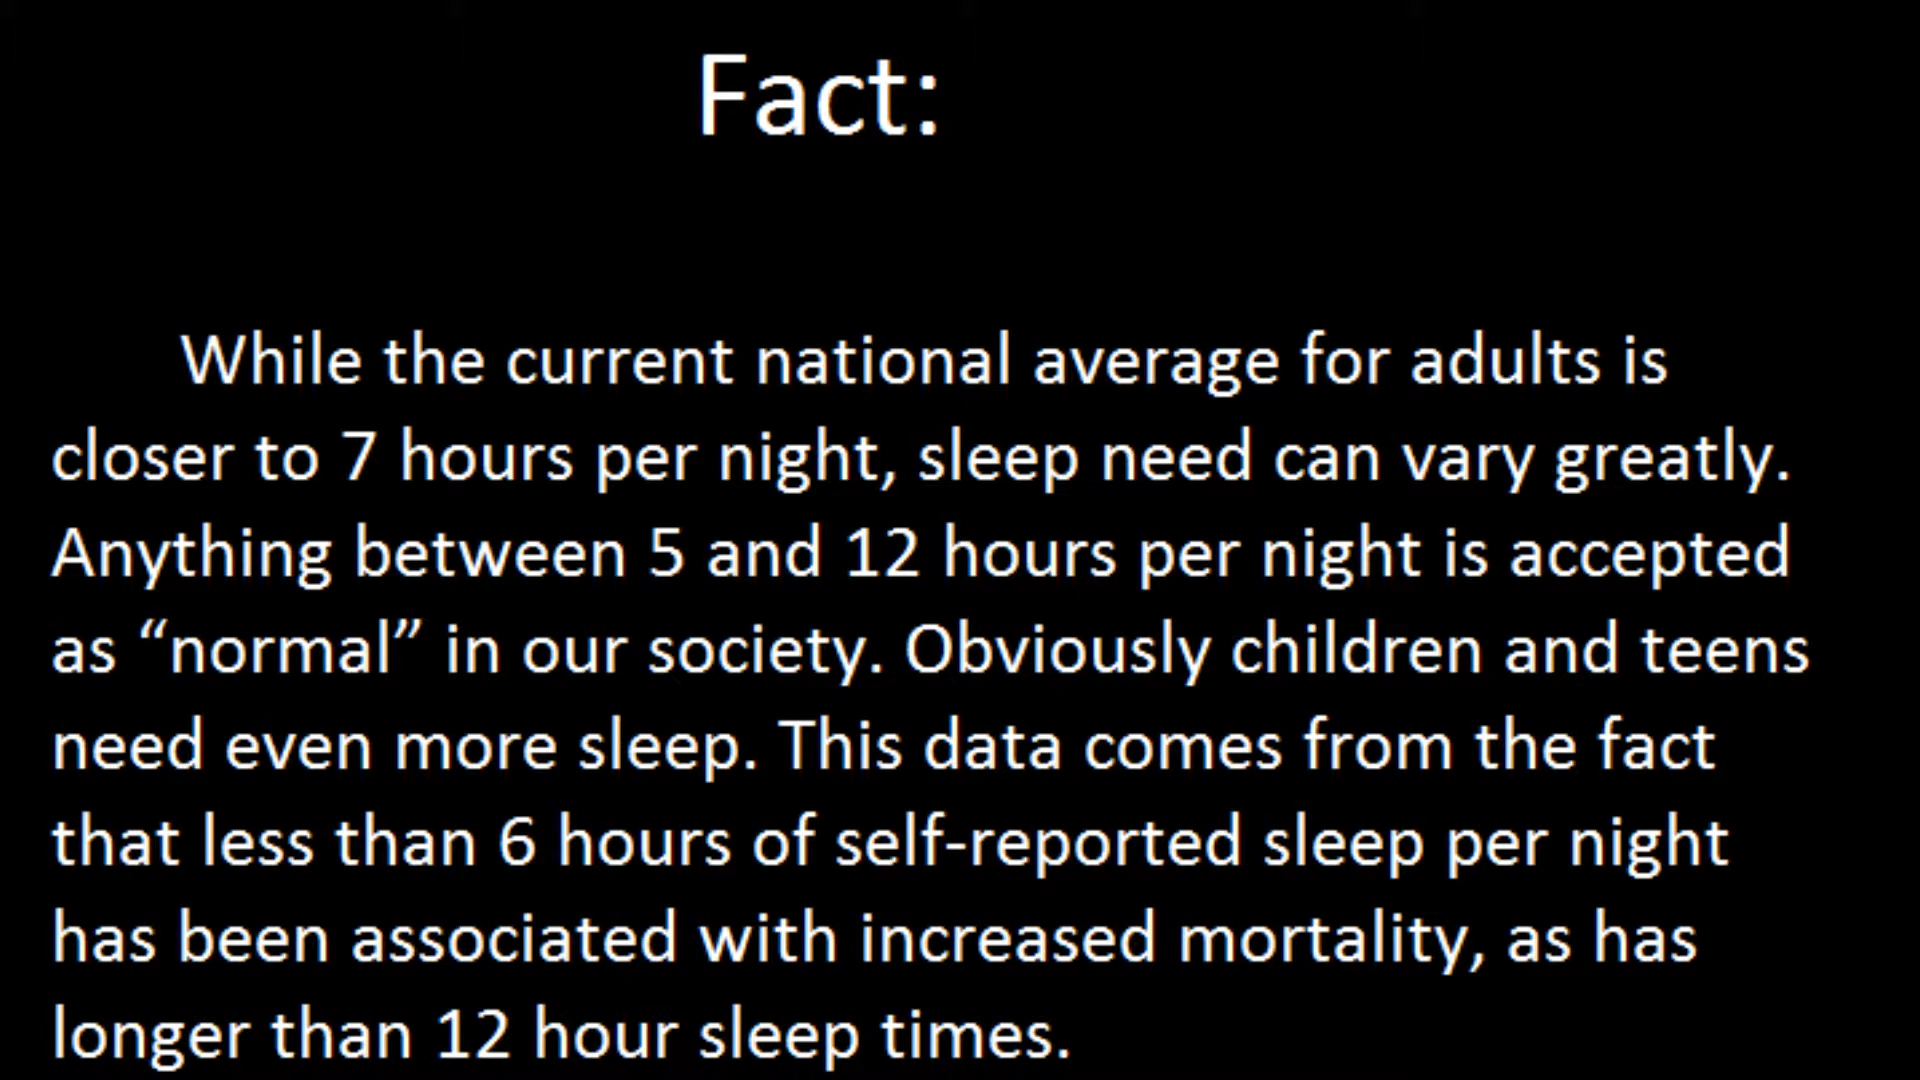 Fact:
While the current national average for adults is
closer to 7 hours per night, sleep need can vary greatly.
Anything between 5 and 12 hours per night is accepted
as “normal” in our society. Obviously children and teens
need even more sleep. This data comes from the fact
that less than 6 hours of self-reported sleep per night
has been associated with increased mortality, as has
longer than 12 hour sleep times.